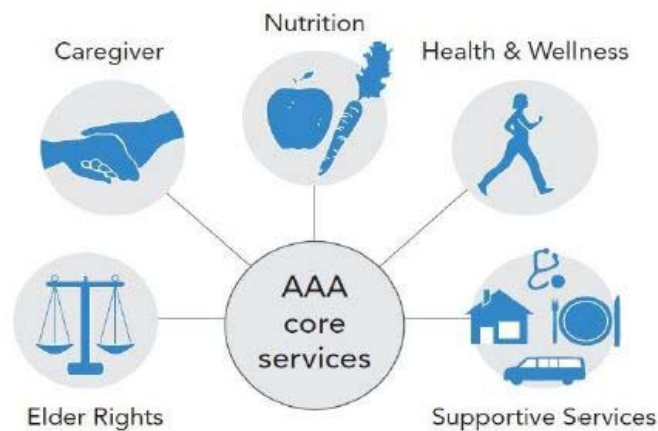 Nutrition
Caregiver
Health & Wellness
AAA
core
services
Elder Rights
Supportive Services